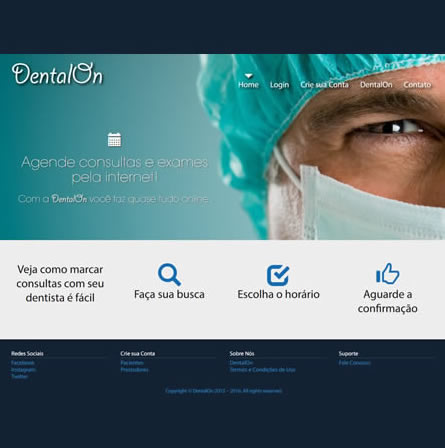 DentalOn
Home Login Crie sua Conta DentalOn Contato
Agende consultas e exames
pela internet!
Com a DentalOn você faz quase tudo online.
Veja como marcar
consultas com seu
dentista é fácil
Faça sua busca
Escolha o horário
Aguarde a
confirmação
Redes Sociais
Facebook
Instagram
Twitter
Crie sua Conta
Pacientes
Prestadores
Sobre Nós
DentalOn
Termos e Condições de Uso
Suporte
Fale Conosco
Copyright © DentalOn 2013 - 2016. All rights reserved.